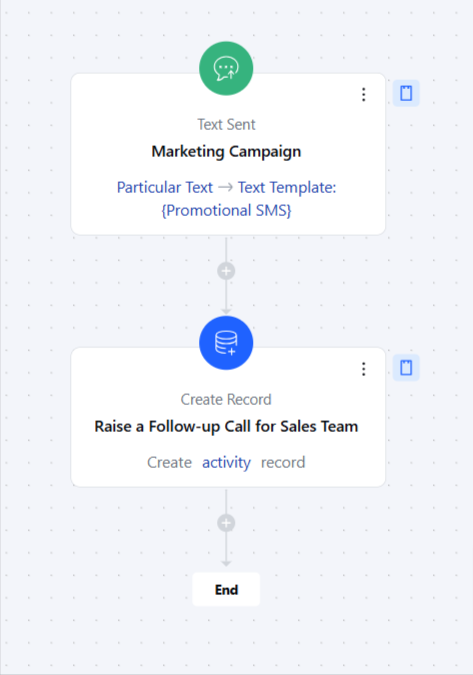 Text Sent
Marketing Campaign
Particular Text → Text Template:
{Promotional SMS}
Create Record
Raise a Follow-up Call for Sales Team
Create activity record
End